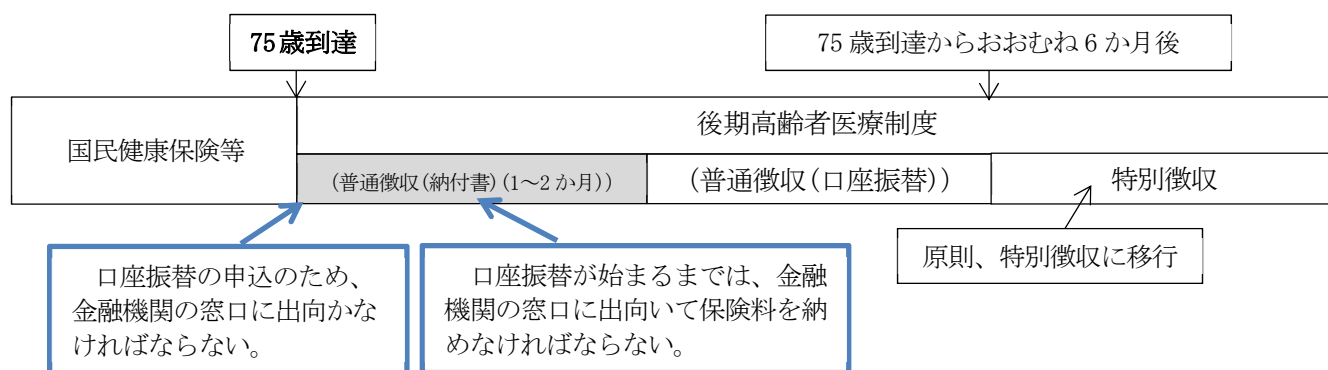 75歳到達
75歳到達からおおむね6か月後
国民健康保険等
後期高齢者医療制度
(普通徴収(納付書)(1～2か月))
(普通徴収(口座振替))
特別徴収
原則、特別徴収に移行
口座振替の申込のため、
金融機関の窓口に出向かな
ければならない。
口座振替が始まるまでは、金融
機関の窓口に出向いて保険料を納
めなければならない。